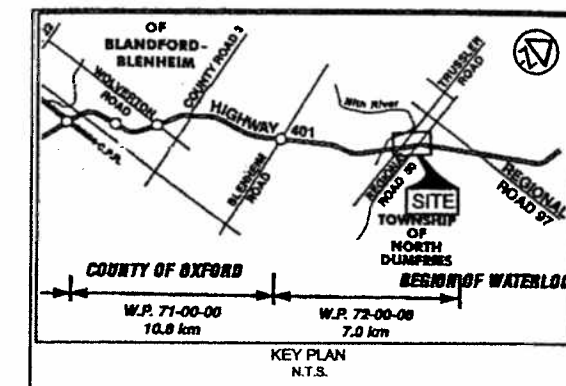 OF
BLANDFORD-
BLENHEIM
22
WOLVERTON
ROAD
COUNTY ROAD 3
HIGHWAY
401
C.P.R.
BLENHEIM
ROAD
Nith River
TRUSSLER
ROAD
REGIONAL
ROAD 50
REGIONAL
ROAD 97
SITE
TOWNSHIP
OF
NORTH
DUMFRIES
COUNTY OF OXFORD
REGION OF WATERLOO
W.P. 71-00-00
10.8 km
W.P. 72-00-00
7.0 km
KEY PLAN
N.T.S.